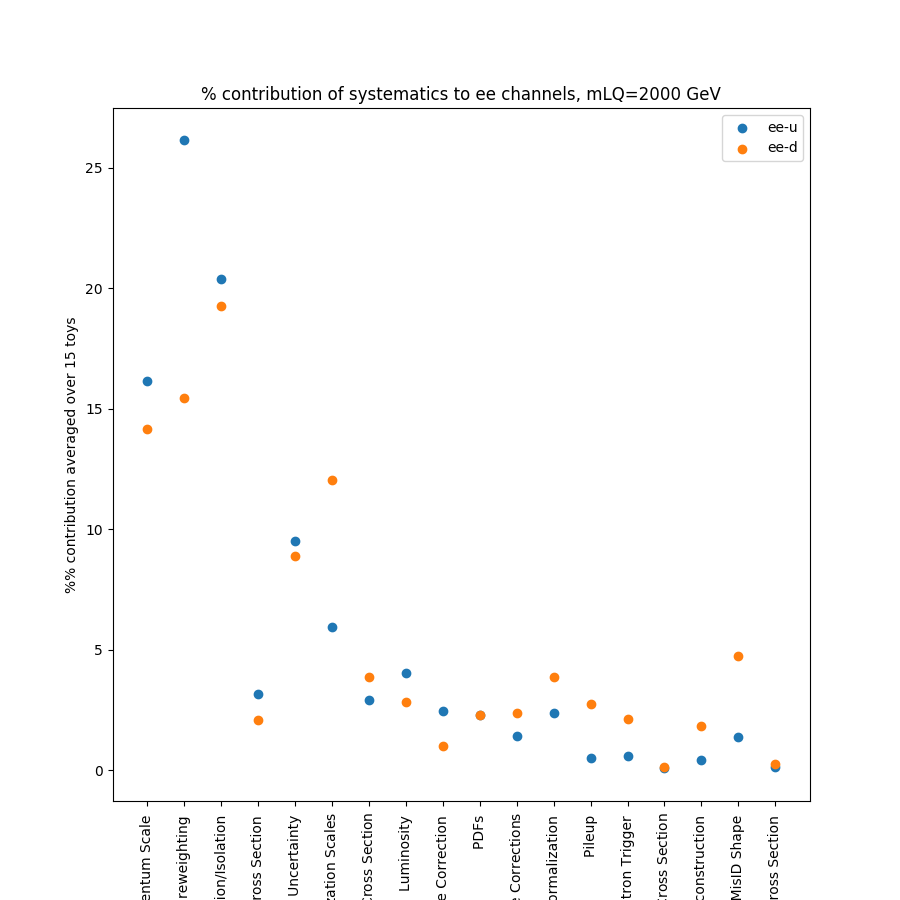 % contribution of systematics to ee channels, mLQ=2000 GeV
ee-u
ee-d
%% contribution averaged over 15 toys
25
20
15
10
5
0
entum Scale
reweighting
ion/Isolation
ross Section
Uncertainty
zation Scales
Cross Section
Luminosity
e Correction
PDFs
e Corrections
ormalization
Pileup
tron Trigger
Cross Section
construction
MisID Shape
ross Section